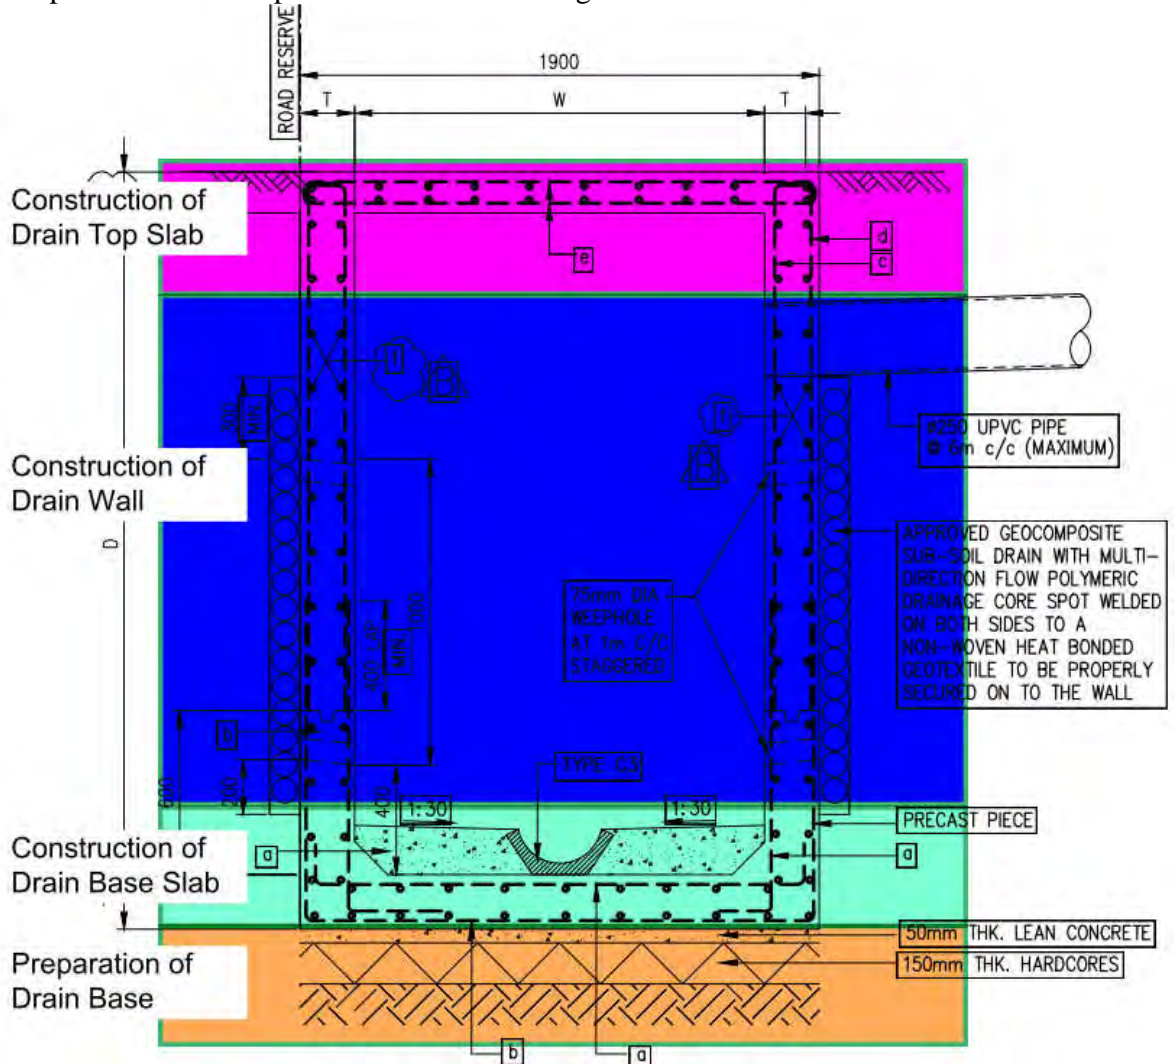 ROAD RESERVE
1900
T
W
T
Construction of
Drain Top Slab
d
c
e
f
B
300
MIN.
f
B
Ø250 UPVC PIPE
@ 6m c/c (MAXIMUM)
Construction of
Drain Wall
D
APPROVED GEOCOMPOSITE
SUB-SOIL DRAIN WITH MULTI-
DIRECTION FLOW POLYMERIC
DRAINAGE CORE SPOT WELDED
ON BOTH SIDES TO A
NON-WOVEN HEAT BONDED
GEOTEXTILE TO BE PROPERLY
SECURED ON TO THE WALL
75mm DIA
WEEPHOLE
AT 1m C/C
STAGGERED
400 LAP
MIN.
b
600
200
400
TYPE C3
1:30
1:30
PRECAST PIECE
Construction of
Drain Base Slab
a
a
50mm THK. LEAN CONCRETE
150mm THK. HARDCORES
Preparation of
Drain Base
b
a